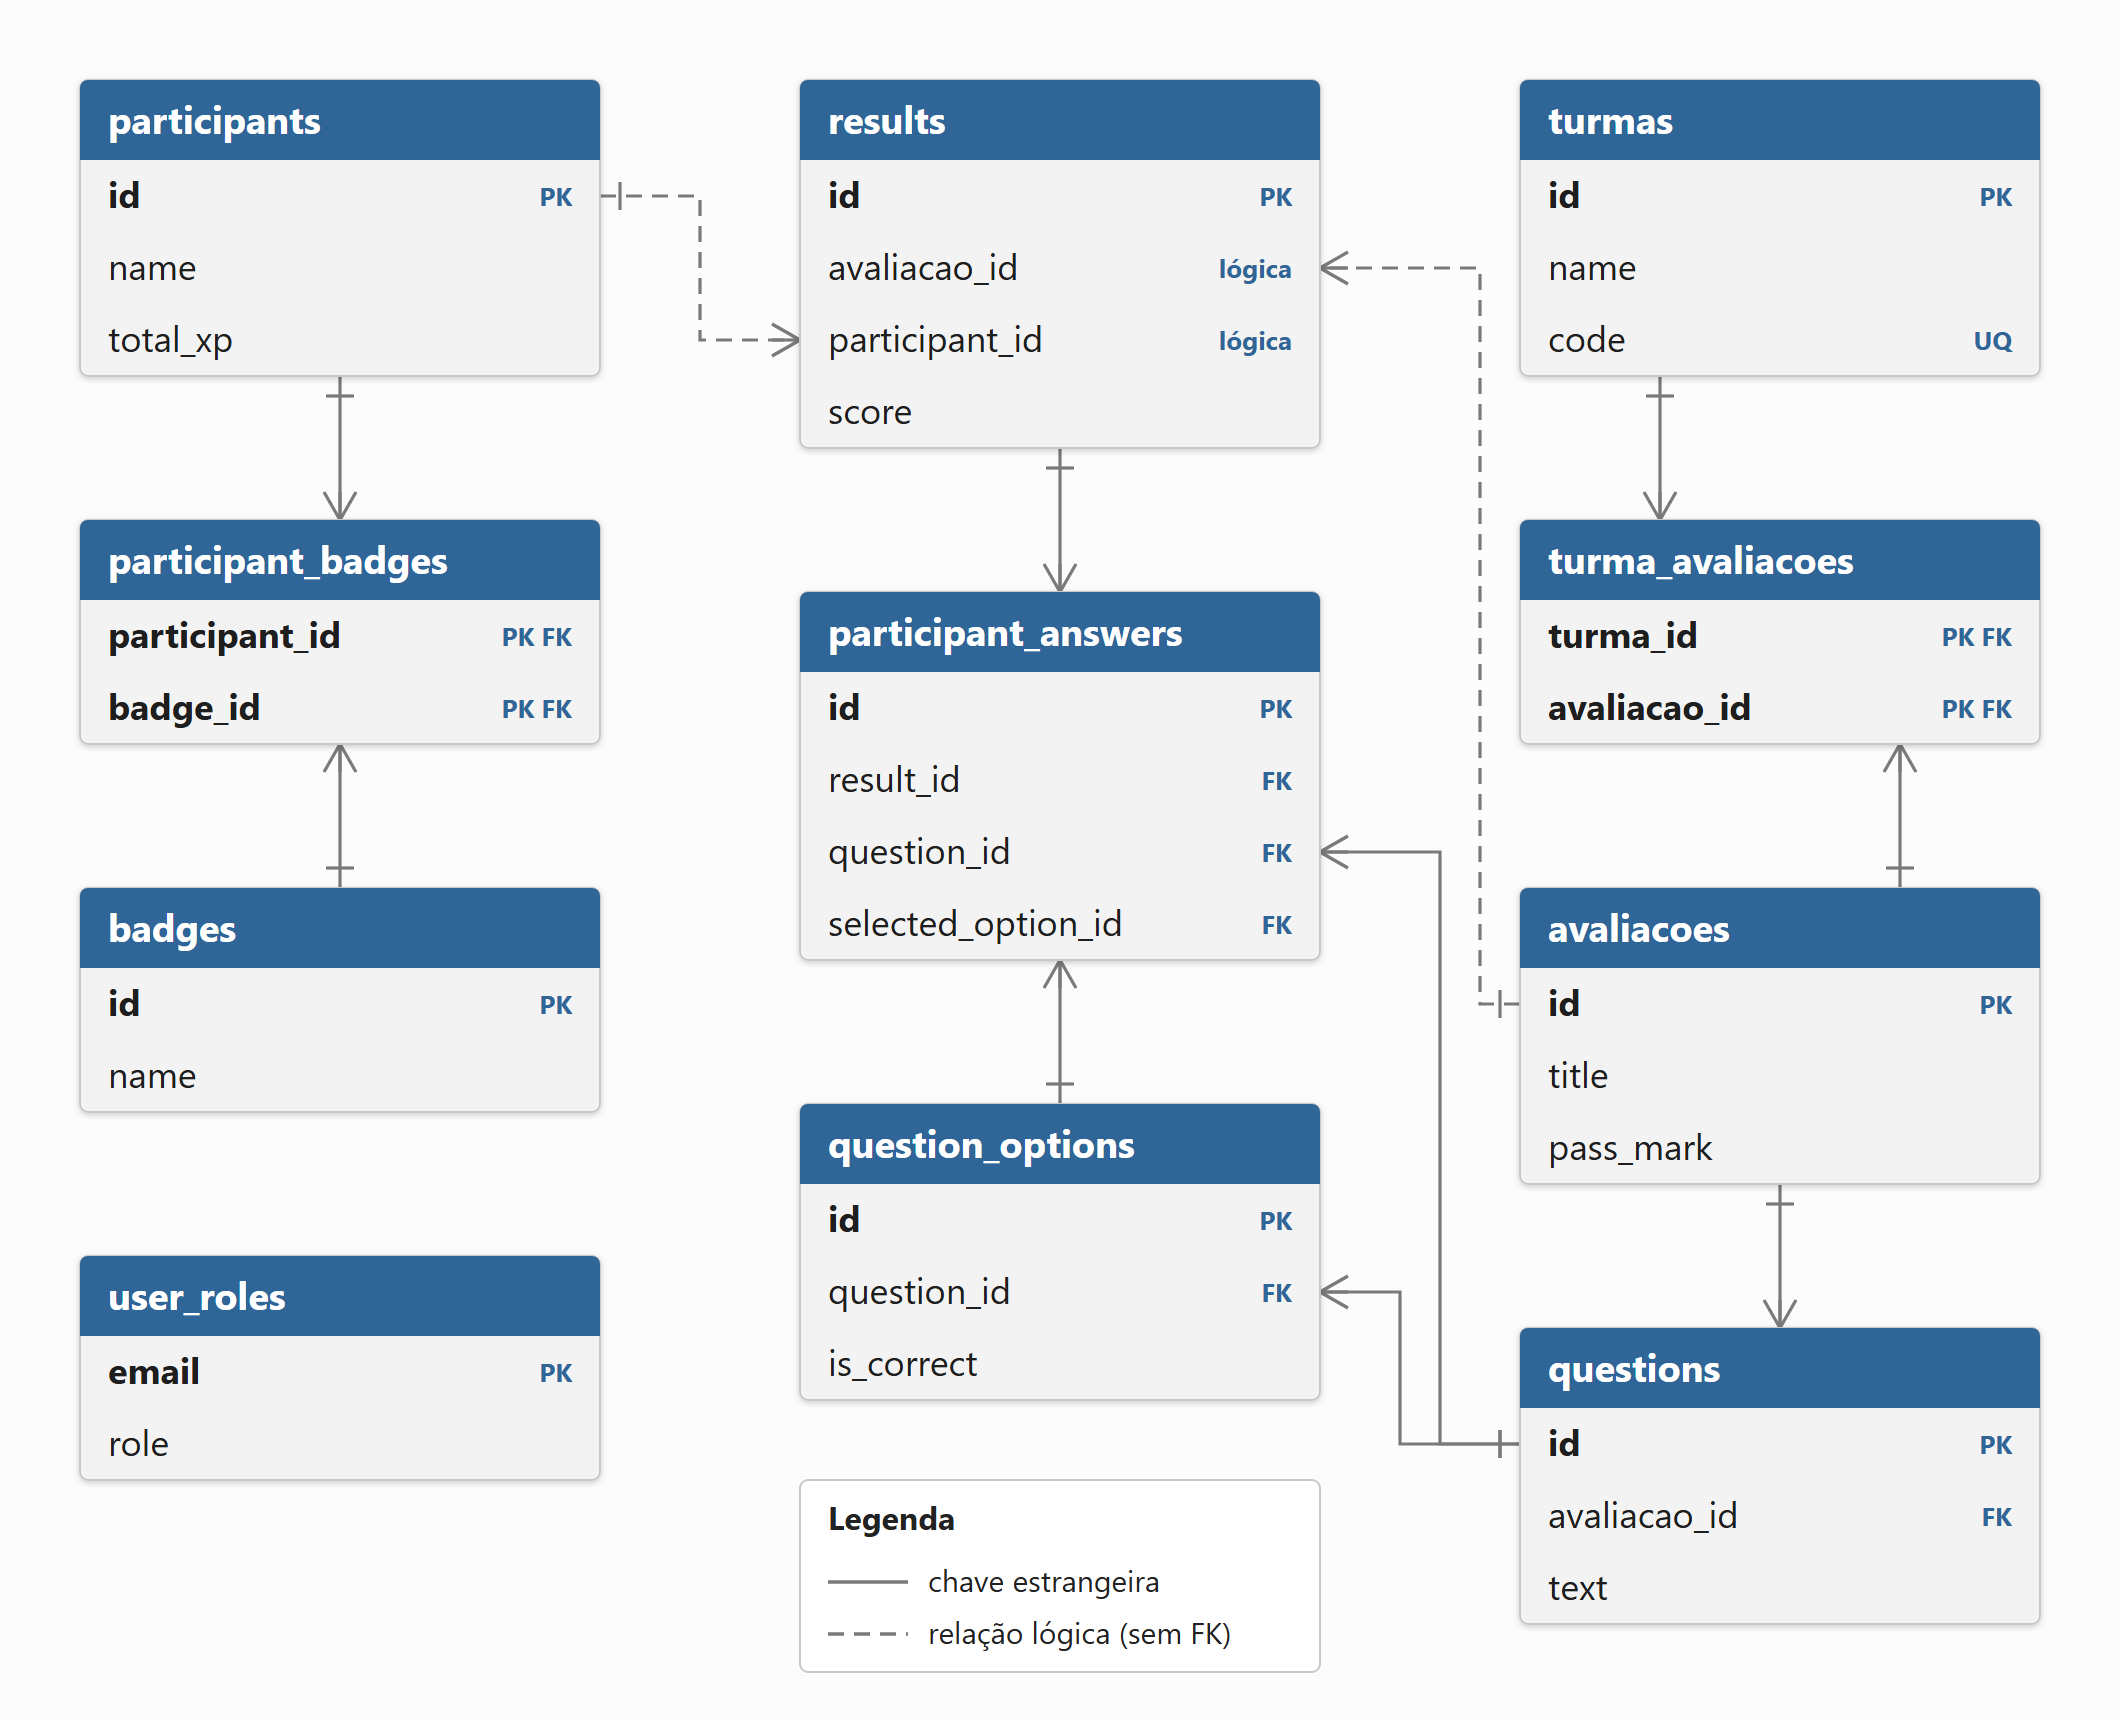 participants
id PK
name
total_xp
results
id PK
avaliacao_id lógica
participant_id lógica
score
turmas
id PK
name
code UQ
participant_badges
participant_id PK FK
badge_id PK FK
participant_answers
id PK
result_id FK
question_id FK
selected_option_id FK
turma_avaliacoes
turma_id PK FK
avaliacao_id PK FK
badges
id PK
name
avaliacoes
id PK
title
pass_mark
question_options
id PK
question_id FK
is_correct
user_roles
email PK
role
questions
id PK
avaliacao_id FK
text
Legenda
chave estrangeira
relação lógica (sem FK)